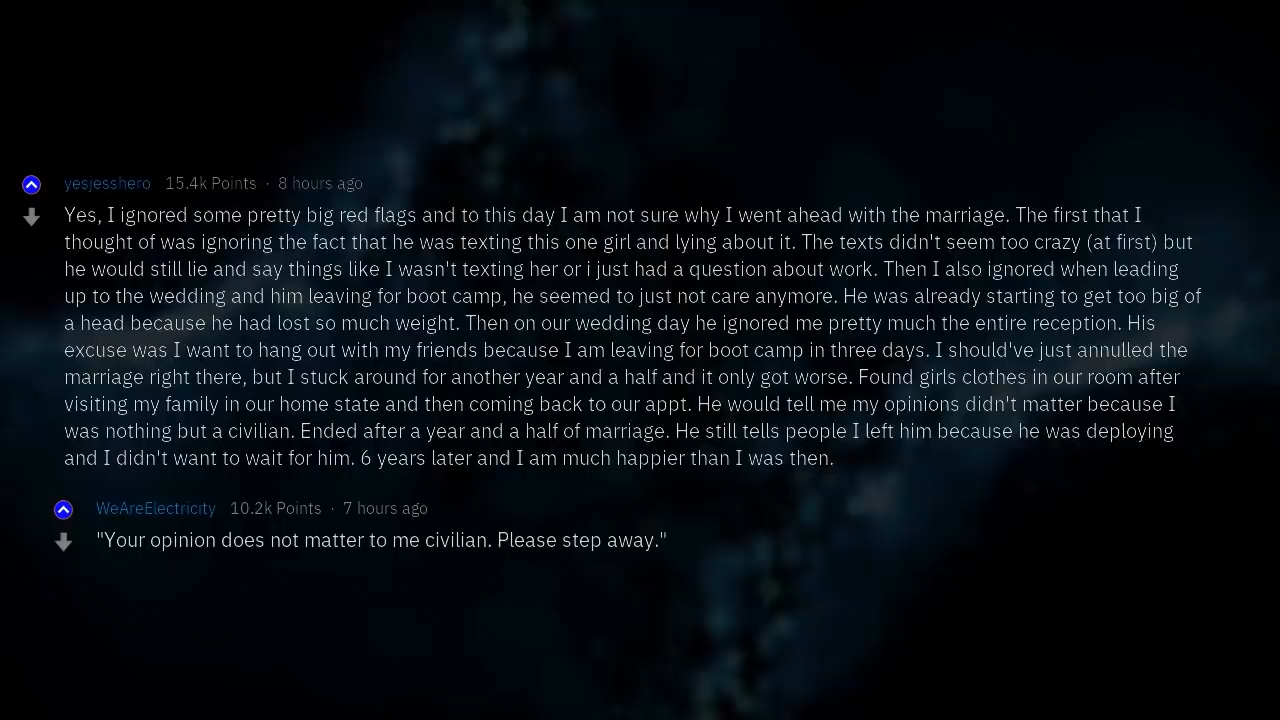 yesjesshero 15.4k Points · 8 hours ago
Yes, I ignored some pretty big red flags and to this day I am not sure why I went ahead with the marriage. The first that I
thought of was ignoring the fact that he was texting this one girl and lying about it. The texts didn't seem too crazy (at first) but
he would still lie and say things like I wasn't texting her or i just had a question about work. Then I also ignored when leading
up to the wedding and him leaving for boot camp, he seemed to just not care anymore. He was already starting to get too big of
a head because he had lost so much weight. Then on our wedding day he ignored me pretty much the entire reception. His
excuse was I want to hang out with my friends because I am leaving for boot camp in three days. I should've just annulled the
marriage right there, but I stuck around for another year and a half and it only got worse. Found girls clothes in our room after
visiting my family in our home state and then coming back to our appt. He would tell me my opinions didn't matter because I
was nothing but a civilian. Ended after a year and a half of marriage. He still tells people I left him because he was deploying
and I didn't want to wait for him. 6 years later and I am much happier than I was then.
WeAreElectricity 10.2k Points · 7 hours ago
"Your opinion does not matter to me civilian. Please step away."